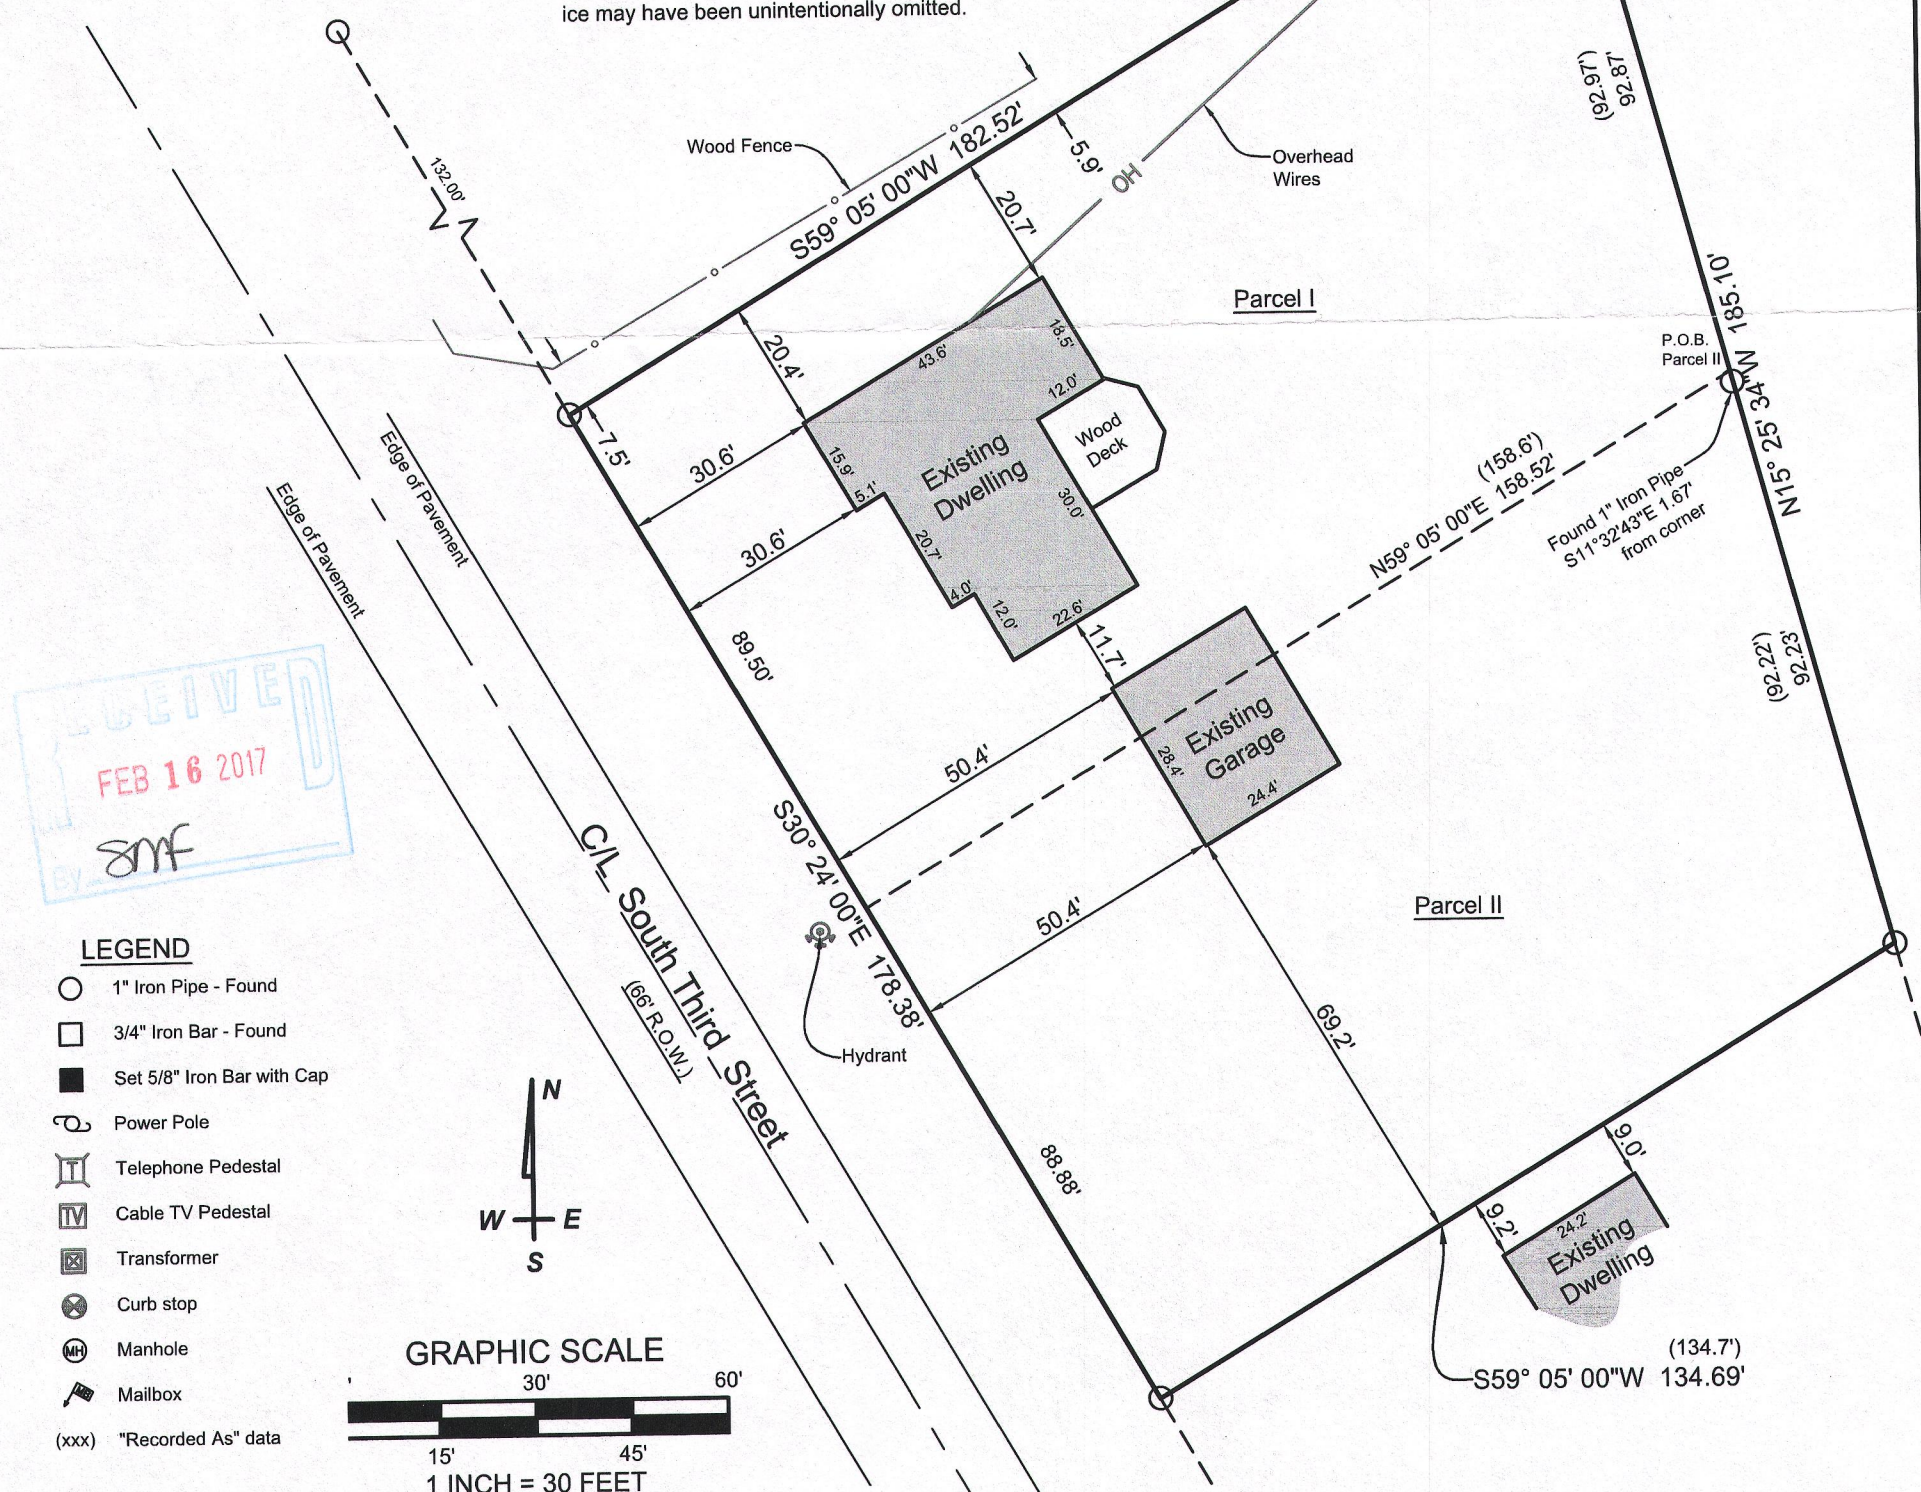 ice may have been unintentionally omitted.
132.00'
Wood Fence
S59° 05' 00"W 182.52'
5.9'
20.7'
OH
Overhead
Wires
(92.97')
92.87'
Parcel I
20.4'
43.6'
18.5'
12.0'
Wood
Deck
P.O.B.
Parcel II
N15° 25' 34"W 185.10'
7.5'
30.6'
15.9'
5.1'
Existing
Dwelling
30.0'
30.6'
20.7'
4.0'
12.0'
22.6'
Edge of Pavement
Edge of Pavement
(158.6')
N59° 05' 00"E 158.52'
Found 1" Iron Pipe
S11°32'43"E 1.67'
from corner
89.50'
11.7'
50.4'
Existing
Garage
28.4'
24.4'
(92.22')
92.23'
FEB 16 2017
By
SMF
S30° 24' 00"E 178.38'
C/L South Third Street
(66' R.O.W.)
50.4'
Parcel II
Hydrant
69.2'
88.88'
9.0'
9.2'
24.2'
Existing
Dwelling
(134.7')
S59° 05' 00"W 134.69'
LEGEND
1" Iron Pipe - Found
3/4" Iron Bar - Found
Set 5/8" Iron Bar with Cap
Power Pole
T Telephone Pedestal
TV Cable TV Pedestal
Transformer
Curb stop
MH Manhole
MB Mailbox
(xxx) "Recorded As" data
N
W E
S
GRAPHIC SCALE
' 30' 60'
15' 45'
1 INCH = 30 FEET